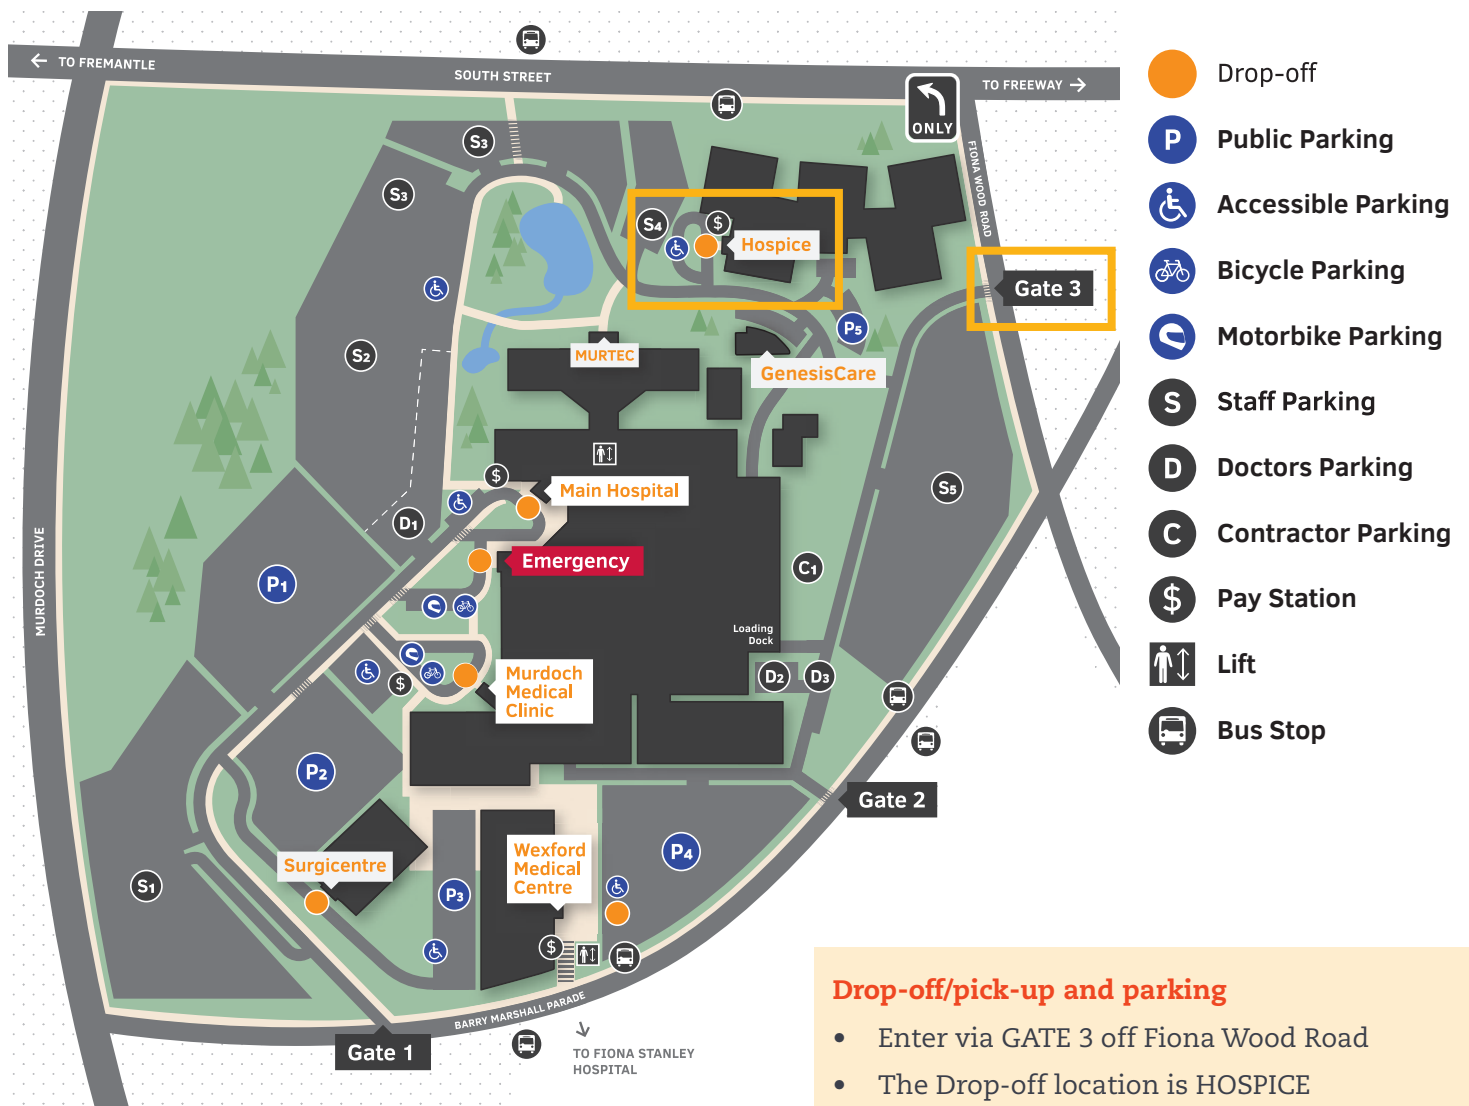 ← TO FREMANTLE
SOUTH STREET
TO FREEWAY →
ONLY
FIONA WOOD ROAD
S3
S3
S4
$
Hospice
Gate 3
P5
MURTEC
GenesisCare
S2
$
Main Hospital
S5
D1
Emergency
C1
P1
MURDOCH DRIVE
Loading
Dock
$
Murdoch
Medical
Clinic
D2
D3
P2
Gate 2
Surgicentre
Wexford
Medical
Centre
P4
S1
P3
$
BARRY MARSHALL PARADE
Gate 1
TO FIONA STANLEY
HOSPITAL
Drop-off
P Public Parking
Accessible Parking
Bicycle Parking
Motorbike Parking
S Staff Parking
D Doctors Parking
C Contractor Parking
$ Pay Station
Lift
Bus Stop
Drop-off/pick-up and parking
• Enter via GATE 3 off Fiona Wood Road
• The Drop-off location is HOSPICE